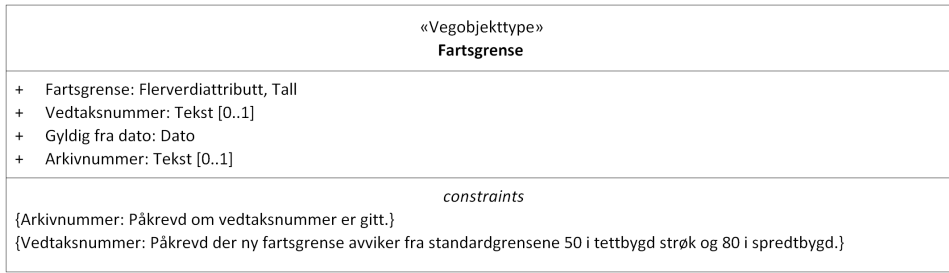 «Vegobjekttype»
Fartsgrense
+ Fartsgrense: Flerverdiattributt, Tall
+ Vedtaksnummer: Tekst [0..1]
+ Gyldig fra dato: Dato
+ Arkivnummer: Tekst [0..1]
constraints
{Arkivnummer: Påkrevd om vedtaksnummer er gitt.}
{Vedtaksnummer: Påkrevd der ny fartsgrense avviker fra standardgrensene 50 i tettbygd strøk og 80 i spredtbygd.}